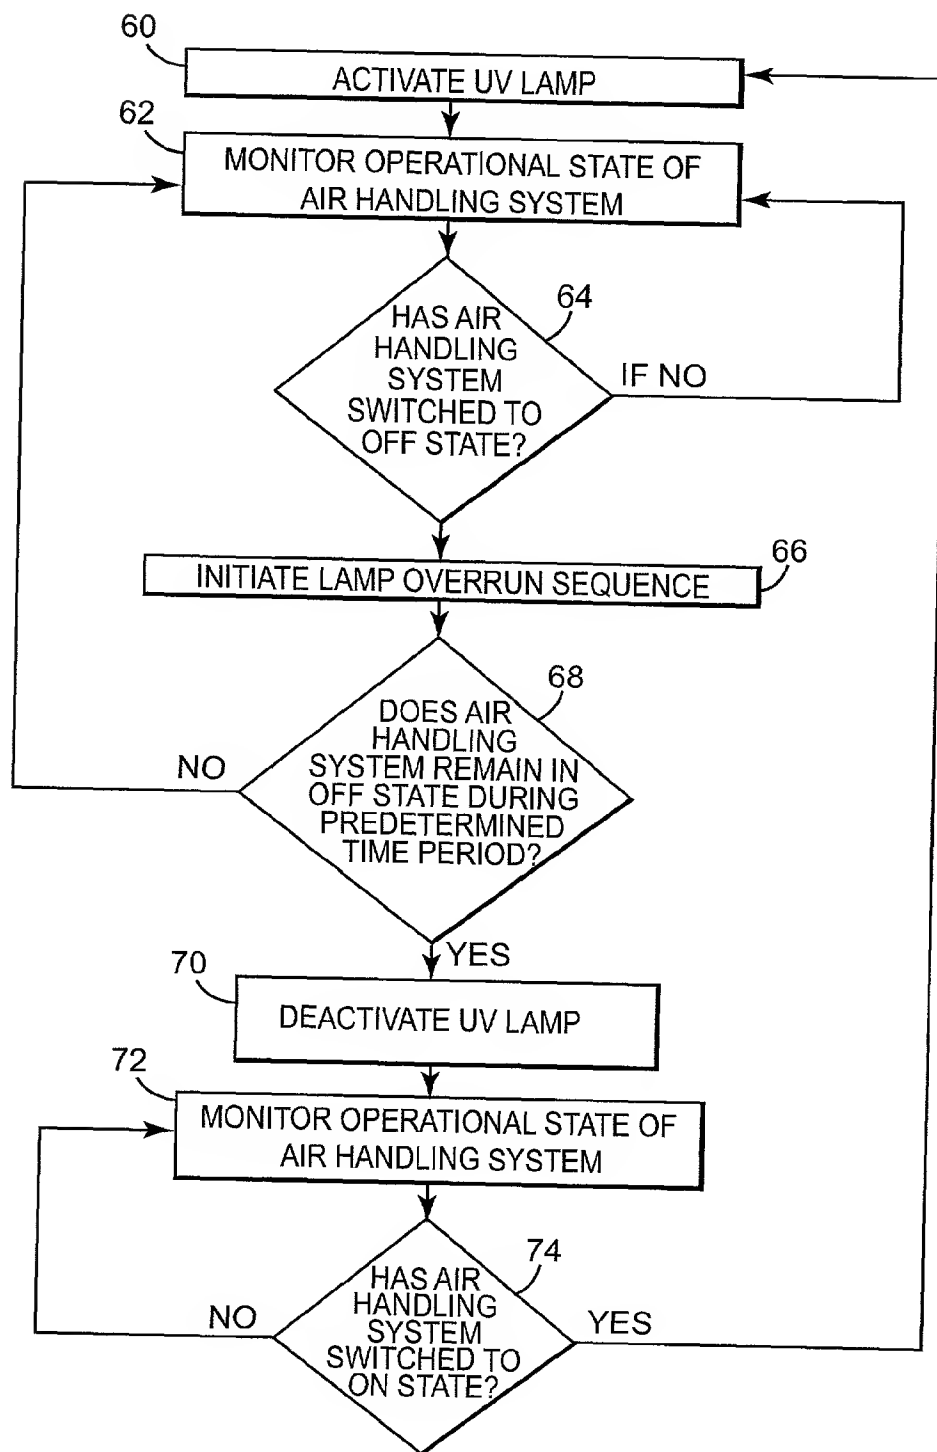 60
ACTIVATE UV LAMP
62
MONITOR OPERATIONAL STATE OF
AIR HANDLING SYSTEM
64
HAS AIR
HANDLING
SYSTEM
SWITCHED TO
OFF STATE?
IF NO
66
INITIATE LAMP OVERRUN SEQUENCE
68
DOES AIR
HANDLING
SYSTEM REMAIN IN
OFF STATE DURING
PREDETERMINED
TIME PERIOD?
NO
YES
70
DEACTIVATE UV LAMP
72
MONITOR OPERATIONAL STATE OF
AIR HANDLING SYSTEM
74
HAS AIR
HANDLING
SYSTEM
SWITCHED TO
ON STATE?
NO
YES